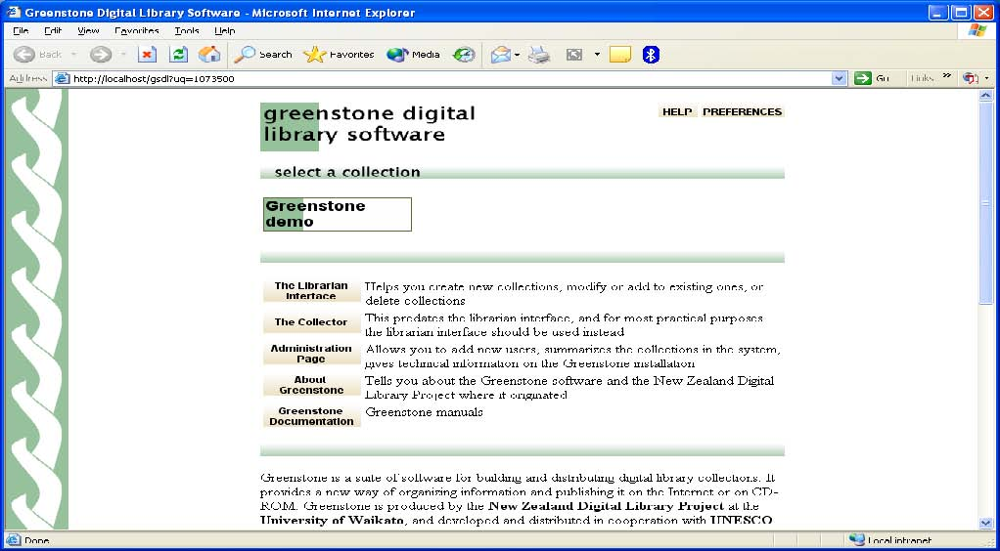 Greenstone Digital Library Software - Microsoft Internet Explorer
File Edit View Favorites Tools Help
Back Search Favorites Media
Address http://localhost/gsdl?uq=1073500 Go Links »
greenstone digital
library software
HELP PREFERENCES
select a collection
Greenstone
demo
The Librarian
Interface
Helps you create new collections, modify or add to existing ones, or
delete collections
The Collector
This predates the librarian interface, and for most practical purposes
the librarian interface should be used instead
Administration
Page
Allows you to add new users, summarizes the collections in the system,
gives technical information on the Greenstone installation
About
Greenstone
Tells you about the Greenstone software and the New Zealand Digital
Library Project where it originated
Greenstone
Documentation
Greenstone manuals
Greenstone is a suite of software for building and distributing digital library collections. It
provides a new way of organizing information and publishing it on the Internet or on CD-
ROM. Greenstone is produced by the New Zealand Digital Library Project at the
University of Waikato, and developed and distributed in cooperation with UNESCO
Done Local intranet